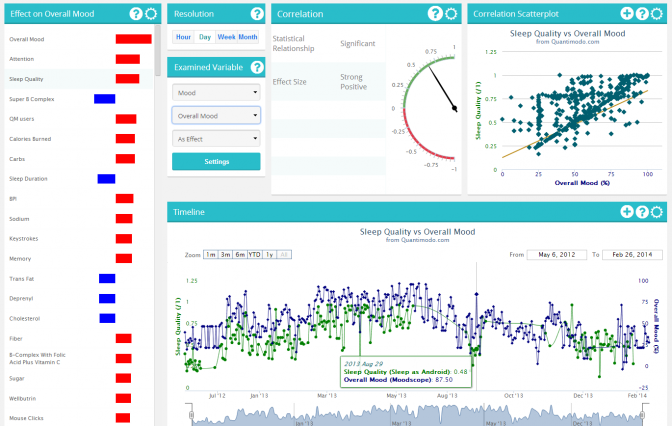 Effect on Overall Mood
?
Overall Mood
Attention
Sleep Quality
Super B Complex
QM users
Calories Burned
Carbs
Sleep Duration
BPI
Sodium
Keystrokes
Memory
Trans Fat
Deprenyl
Cholesterol
Fiber
B-Complex With Folic
Acid Plus Vitamin C
Sugar
Wellbutrin
Mouse Clicks
Resolution
?
Hour Day Week Month
Examined Variable
?
Mood
Overall Mood
As Effect
Settings
Correlation
?
Statistical
Relationship
Significant
Effect Size
Strong
Positive
1
0.75
0.5
0
-0.5
-0.75
-1
Correlation Scatterplot
+ ?
Sleep Quality vs Overall Mood
from Quantimodo.com
Sleep Quality (/1)
1.25
1
0.75
0.5
0.25
0
0 25 50 75 100
Overall Mood (%)
Timeline
+ ?
Sleep Quality vs Overall Mood
from Quantimodo.com
Zoom 1m 3m 6m YTD 1y All
From May 6, 2012 To Feb 26, 2014
Sleep Quality (/1)
1.25
1
0.75
0
100
75
50
0
-25
Overall Mood (%)
2013 Aug 29
Sleep Quality (Sleep as Android): 0.48
Overall Mood (Moodscope): 87.50
Jul '12 Jan '13 Mar '13 May '13 Aug '13 Oct '13 Dec '13 Feb '14
Jan '13 May '13 Dec '13